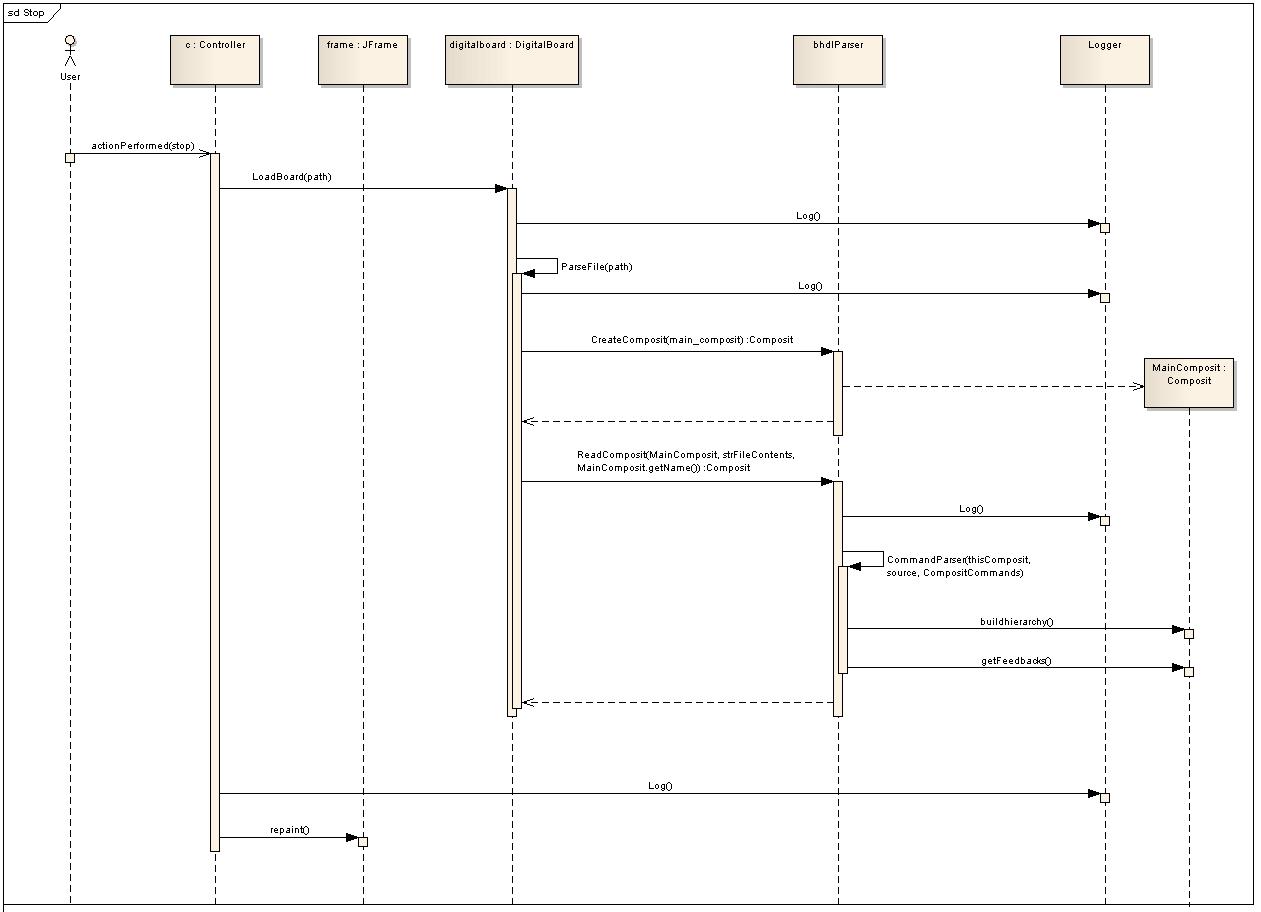 sd Stop
User
c : Controller
frame : JFrame
digitalboard : DigitalBoard
bhdlParser
Logger
actionPerformed(stop)
LoadBoard(path)
Log()
ParseFile(path)
Log()
CreateComposit(main_composit) :Composit
MainComposit :
Composit
ReadComposit(MainComposit, strFileContents,
MainComposit.getName()) :Composit
Log()
CommandParser(thisComposit,
source, CompositCommands)
buildhierarchy()
getFeedbacks()
Log()
repaint()